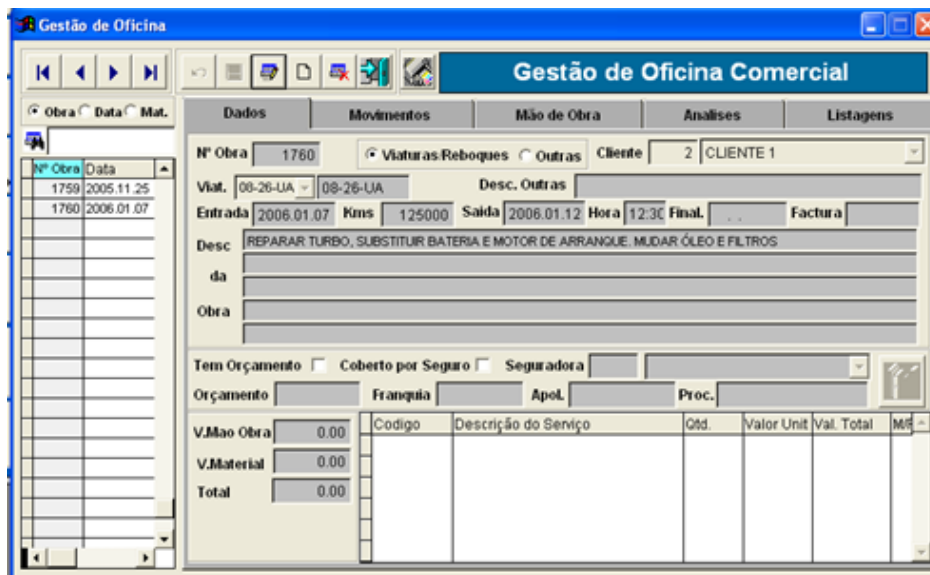 Gestão de Oficina
Gestão de Oficina Comercial
Obra Data Mat.
Dados Movimentos Mão de Obra Analises Listagens
Nº Obra 1760 Viaturas/Reboques Outras Cliente 2 CLIENTE 1
Nº Obra Data
1759 2005.11.25
1760 2006.01.07
Viat. 08-26-UA 08-26-UA Desc. Outras
Entrada 2006.01.07 Kms 125000 Saida 2006.01.12 Hora 12:30 Final. . . Factura
Desc REPARAR TURBO, SUBSTITUIR BATERIA E MOTOR DE ARRANQUE. MUDAR ÓLEO E FILTROS
da
Obra
Tem Orçamento Coberto por Seguro Seguradora
Orçamento Franquia Apol. Proc.
V.Mao Obra 0.00
V.Material 0.00
Total 0.00
Codigo Descrição do Serviço Qtd. Valor Unit Val. Total